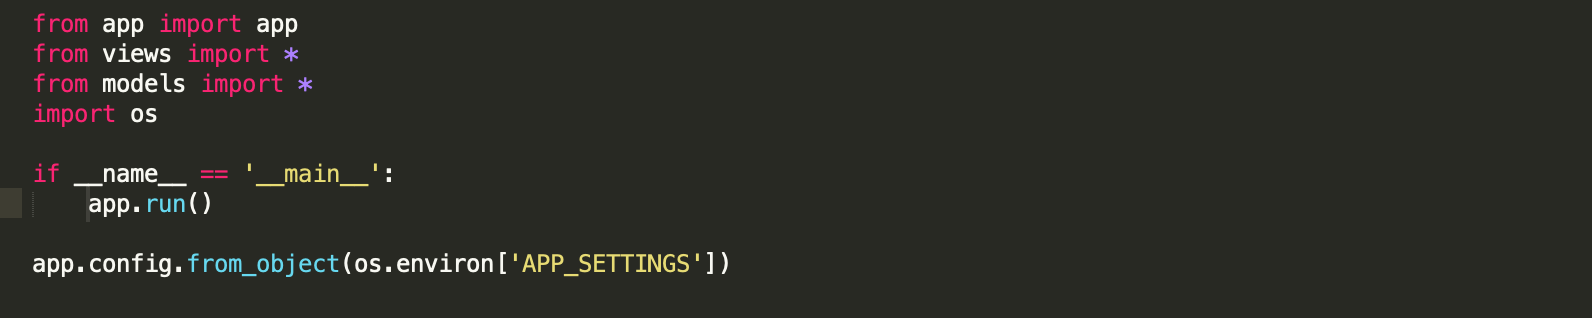 from app import app
from views import *
from models import *
import os
if __name__ == '__main__':
    app.run()
app.config.from_object(os.environ['APP_SETTINGS'])